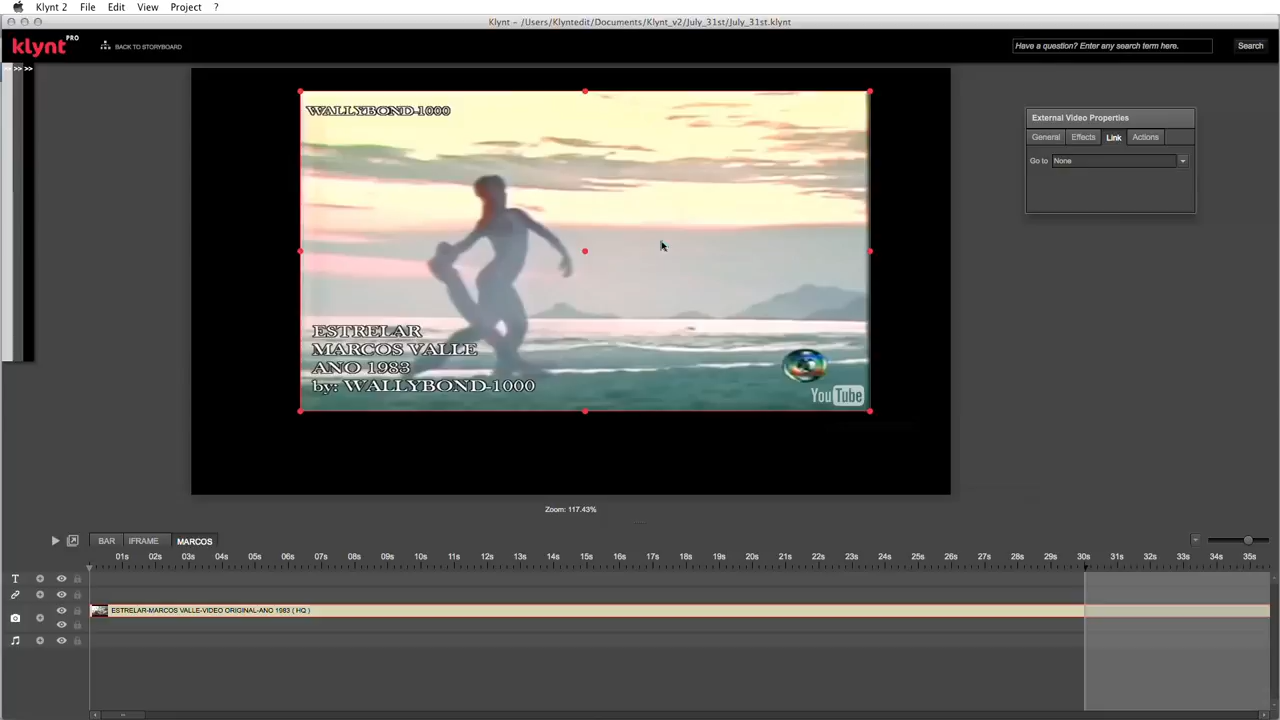 Klynt 2 File Edit View Project ?
Klynt – /Users/Klyntedit/Documents/Klynt_v2/July_31st/July_31st.klynt
klynt PRO BACK TO STORYBOARD
Have a question? Enter any search term here. Search
>> >> >>
WALLYBOND-1000
ESTRELAR
MARCOS VALLE
ANO 1983
by: WALLYBOND-1000
YouTube
External Video Properties
General Effects Link Actions
Go to None
Zoom: 117.43%
BAR IFRAME MARCOS
01s 02s 03s 04s 05s 06s 07s 08s 09s 10s 11s 12s 13s 14s 15s 16s 17s 18s 19s 20s 21s 22s 23s 24s 25s 26s 27s 28s 29s 30s 31s 32s 33s 34s 35s
T
ESTRELAR-MARCOS VALLE-VIDEO ORIGINAL-ANO 1983 ( HQ )